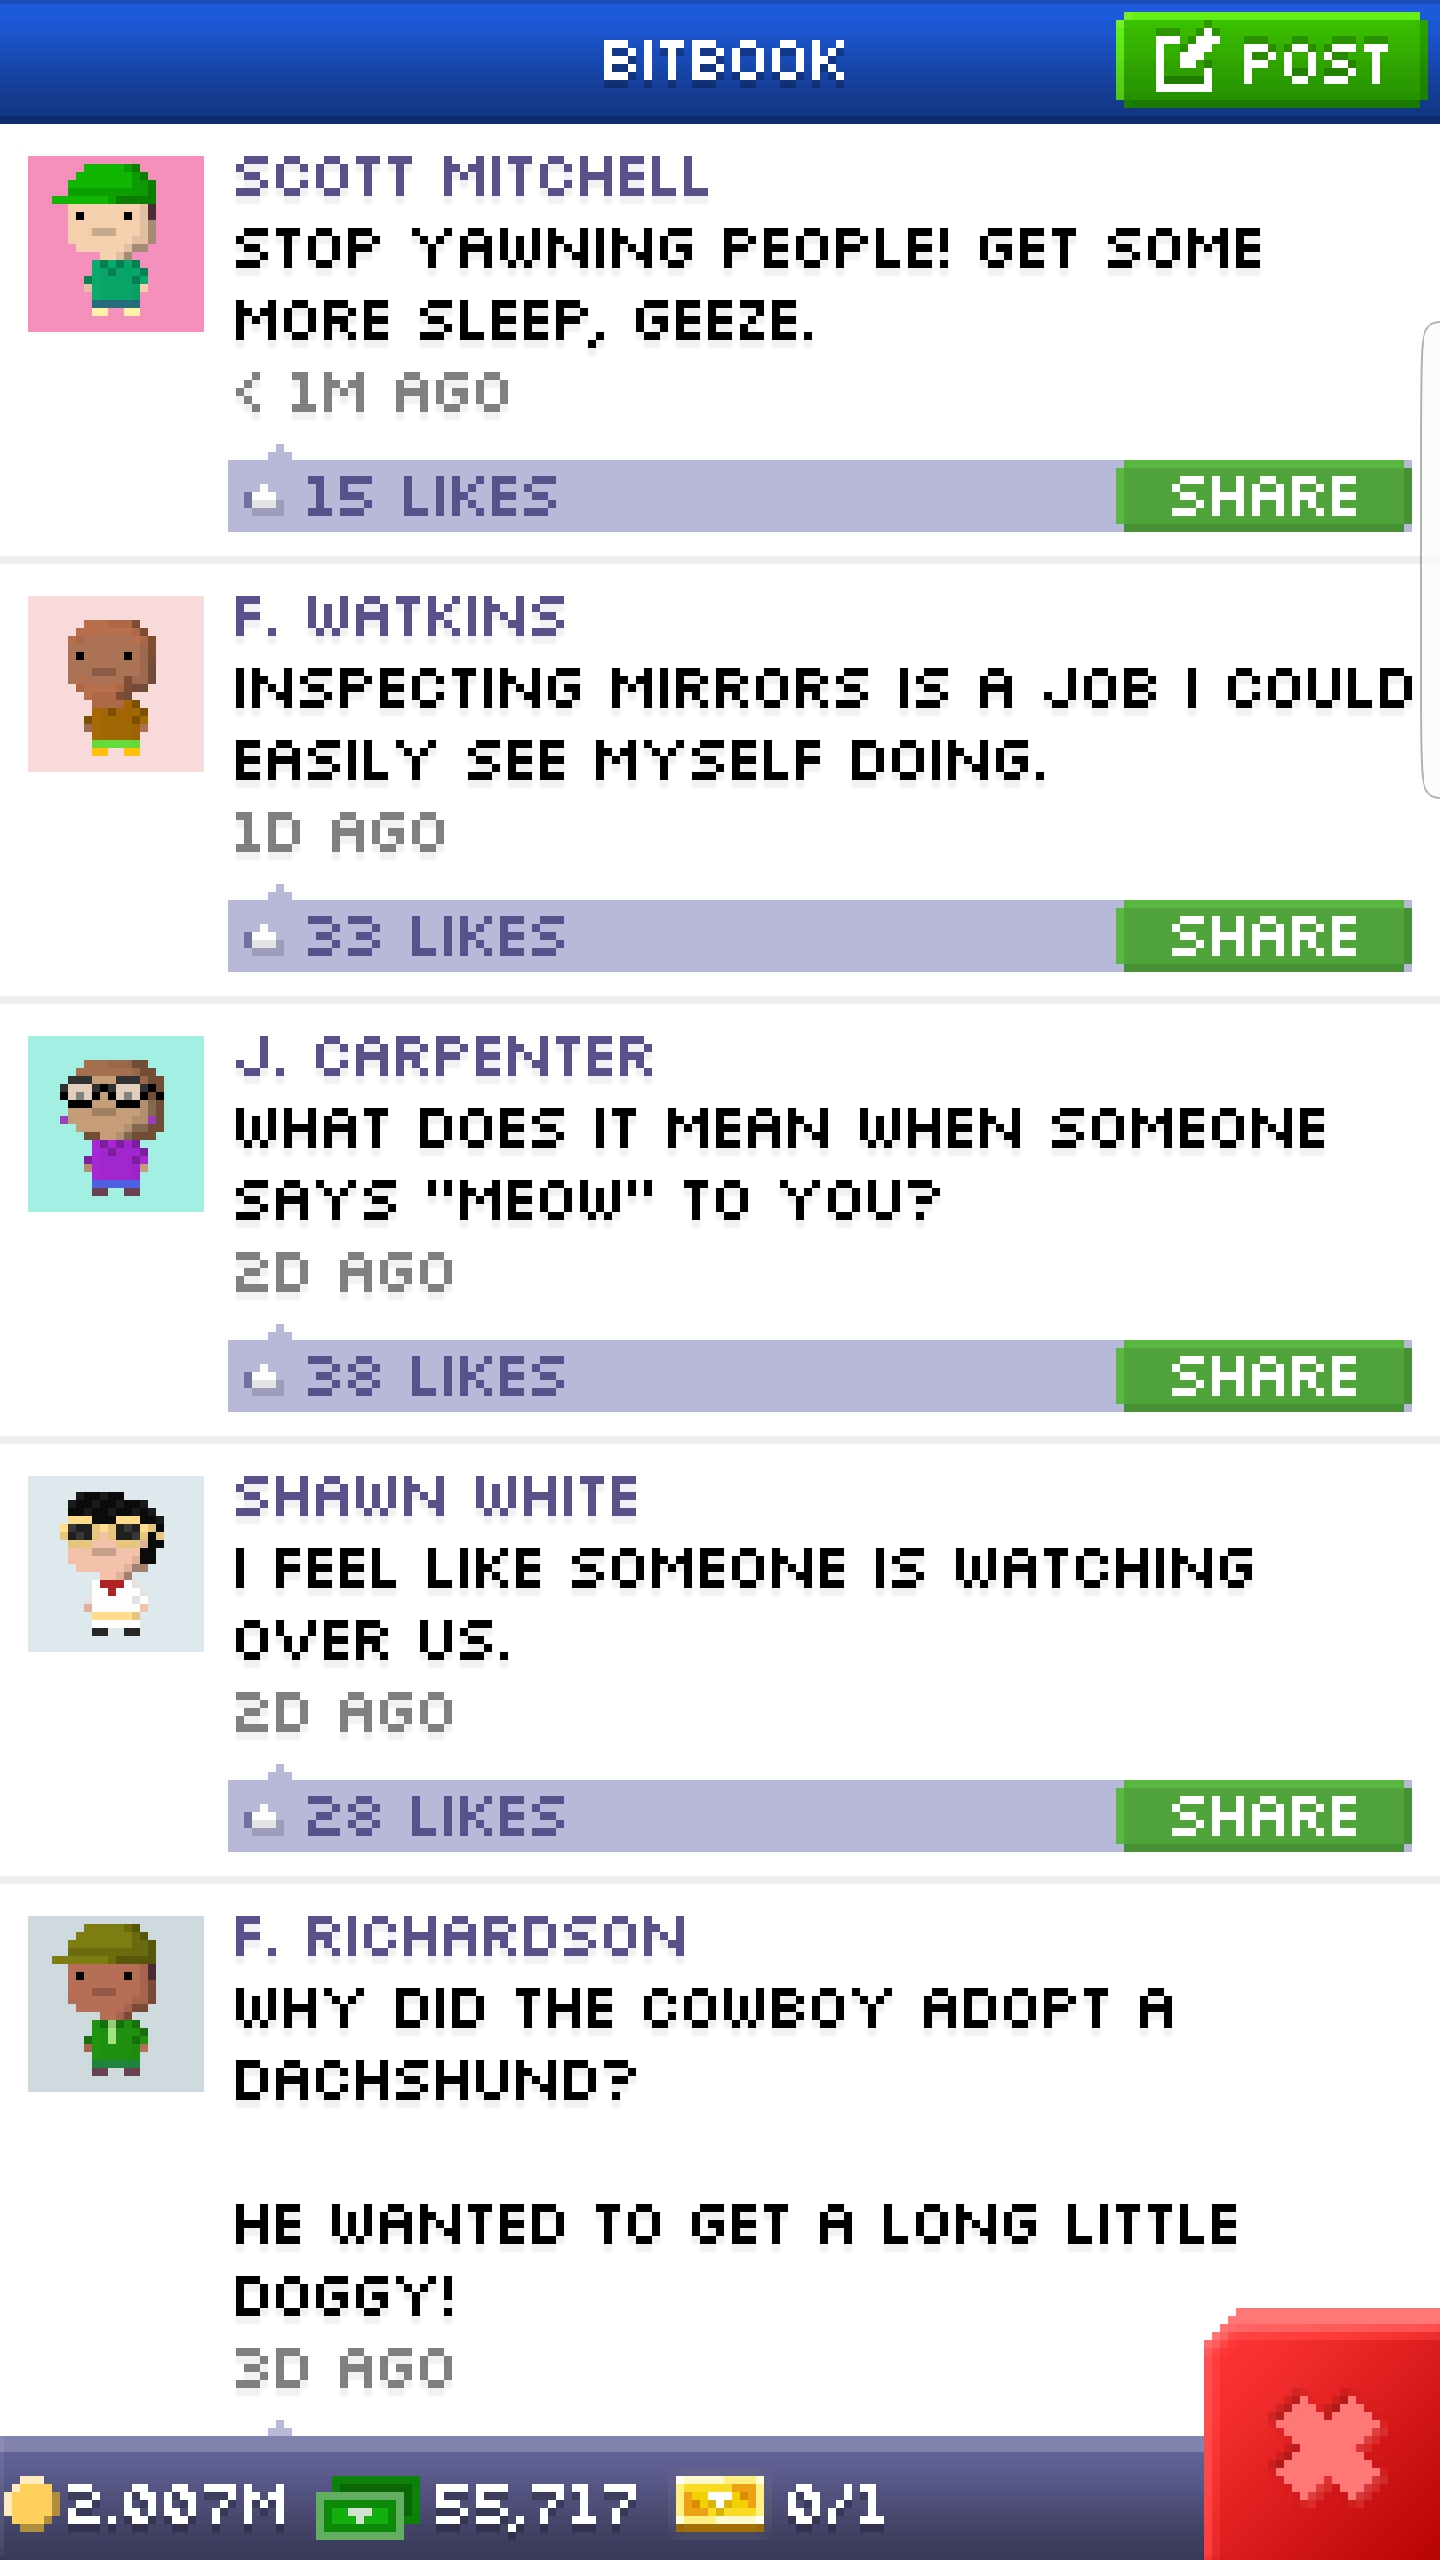 BITBOOK
POST
SCOTT MITCHELL
STOP YAWNING PEOPLE! GET SOME
MORE SLEEP, GEEZE.
< 1M AGO
15 LIKES
SHARE
F. WATKINS
INSPECTING MIRRORS IS A JOB I COULD
EASILY SEE MYSELF DOING.
1D AGO
33 LIKES
SHARE
J. CARPENTER
WHAT DOES IT MEAN WHEN SOMEONE
SAYS "MEOW" TO YOU?
2D AGO
38 LIKES
SHARE
SHAWN WHITE
I FEEL LIKE SOMEONE IS WATCHING
OVER US.
2D AGO
28 LIKES
SHARE
F. RICHARDSON
WHY DID THE COWBOY ADOPT A
DACHSHUND?
HE WANTED TO GET A LONG LITTLE
DOGGY!
3D AGO
2.007M
55,717
0/1